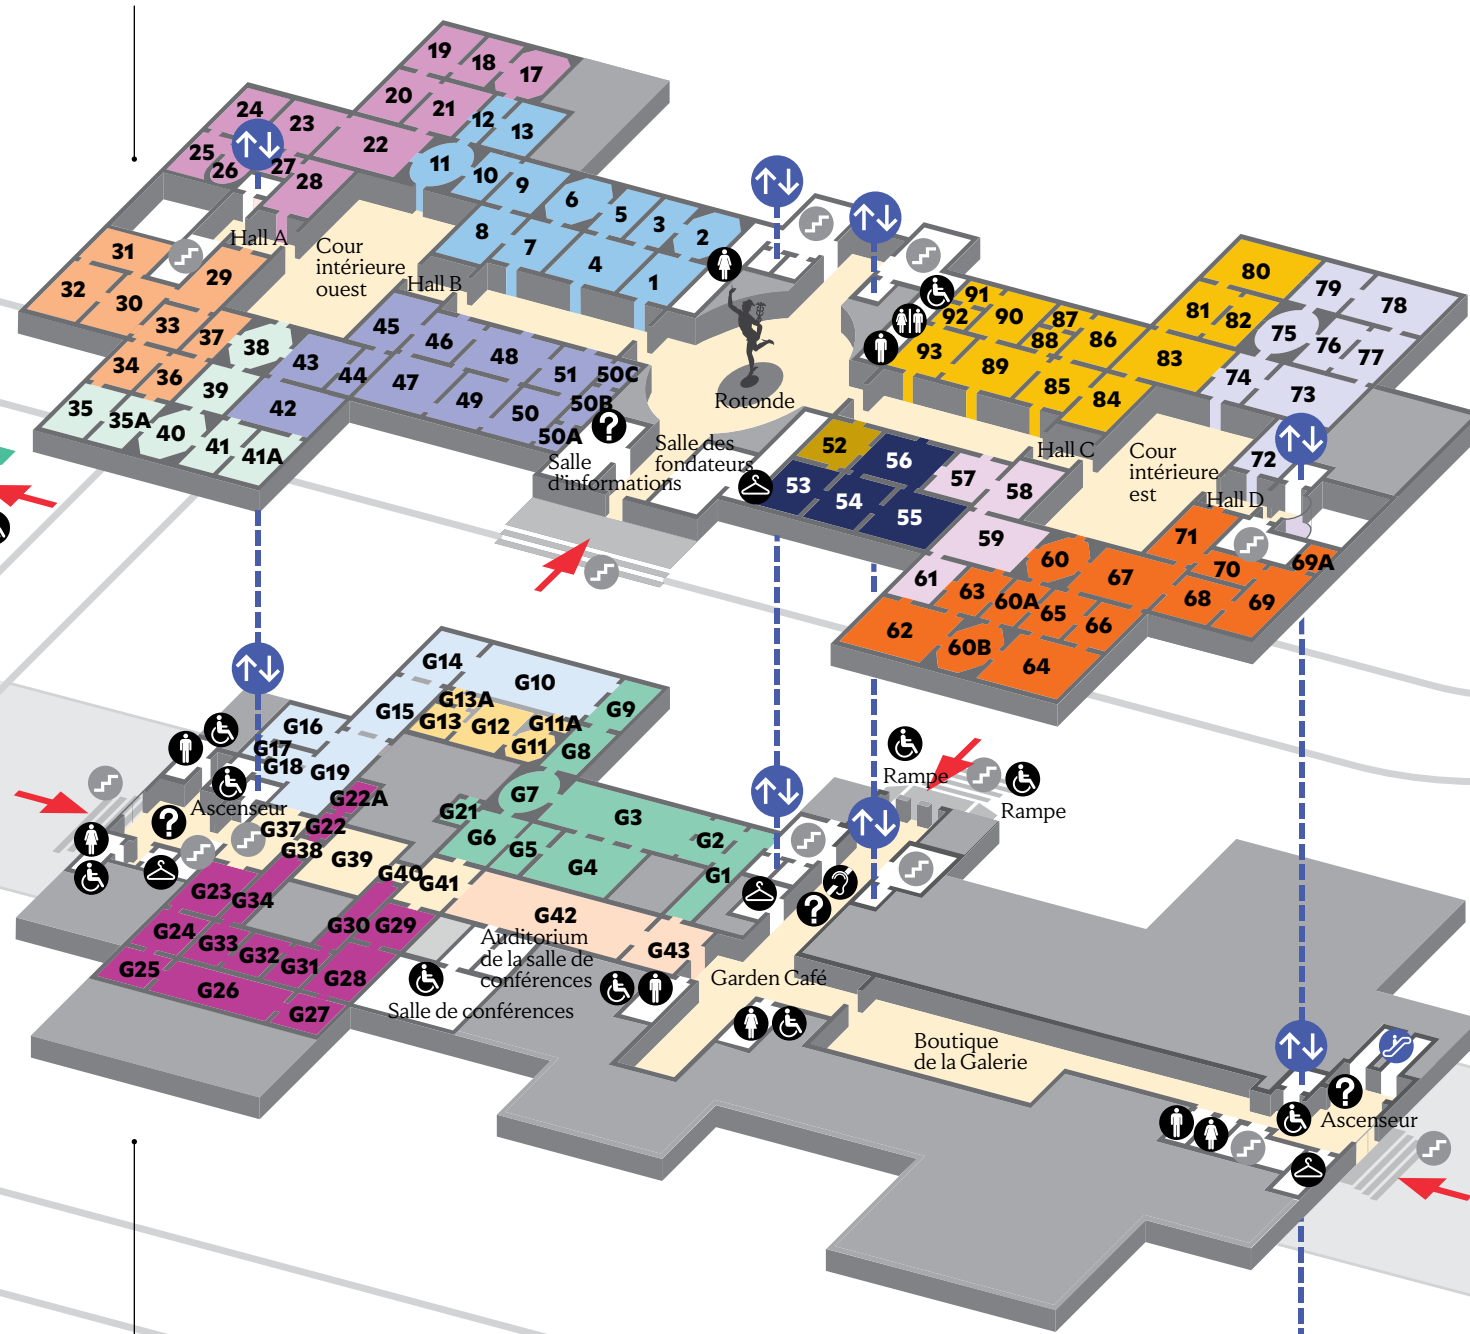 19
18
17
20
21
12
13
24
23
22
25
26
27
28
11
10
9
6
5
3
2
8
7
4
1
Hall A
Cour
intérieure
ouest
Hall B
31
29
32
30
33
37
34
36
38
39
35
35A
40
41
41A
45
46
48
51
50C
43
44
47
49
50
50B
50A
42
?
Salle
d'informations
Salle des
fondateurs
Rotonde
80
79
78
81
82
75
76
77
91
92
90
87
88
86
83
93
89
85
84
74
73
72
52
56
53
54
55
57
58
59
61
Hall C
Cour
intérieure
est
Hall D
71
70
69A
60
67
68
69
63
60A
65
66
62
60B
64
G14
G10
G15
G13A
G13
G12
G11A
G11
G9
G8
G16
G17
G18
G19
G22A
G22
G7
G21
G6
G5
G4
G3
G2
G1
Ascenseur
?
G37
G38
G39
G40
G41
G23
G34
G24
G33
G32
G31
G30
G29
G28
G25
G26
G27
G42
G43
Auditorium
de la salle de
conférences
Salle de conférences
Rampe
Rampe
?
Garden Café
Boutique
de la Galerie
?
Ascenseur